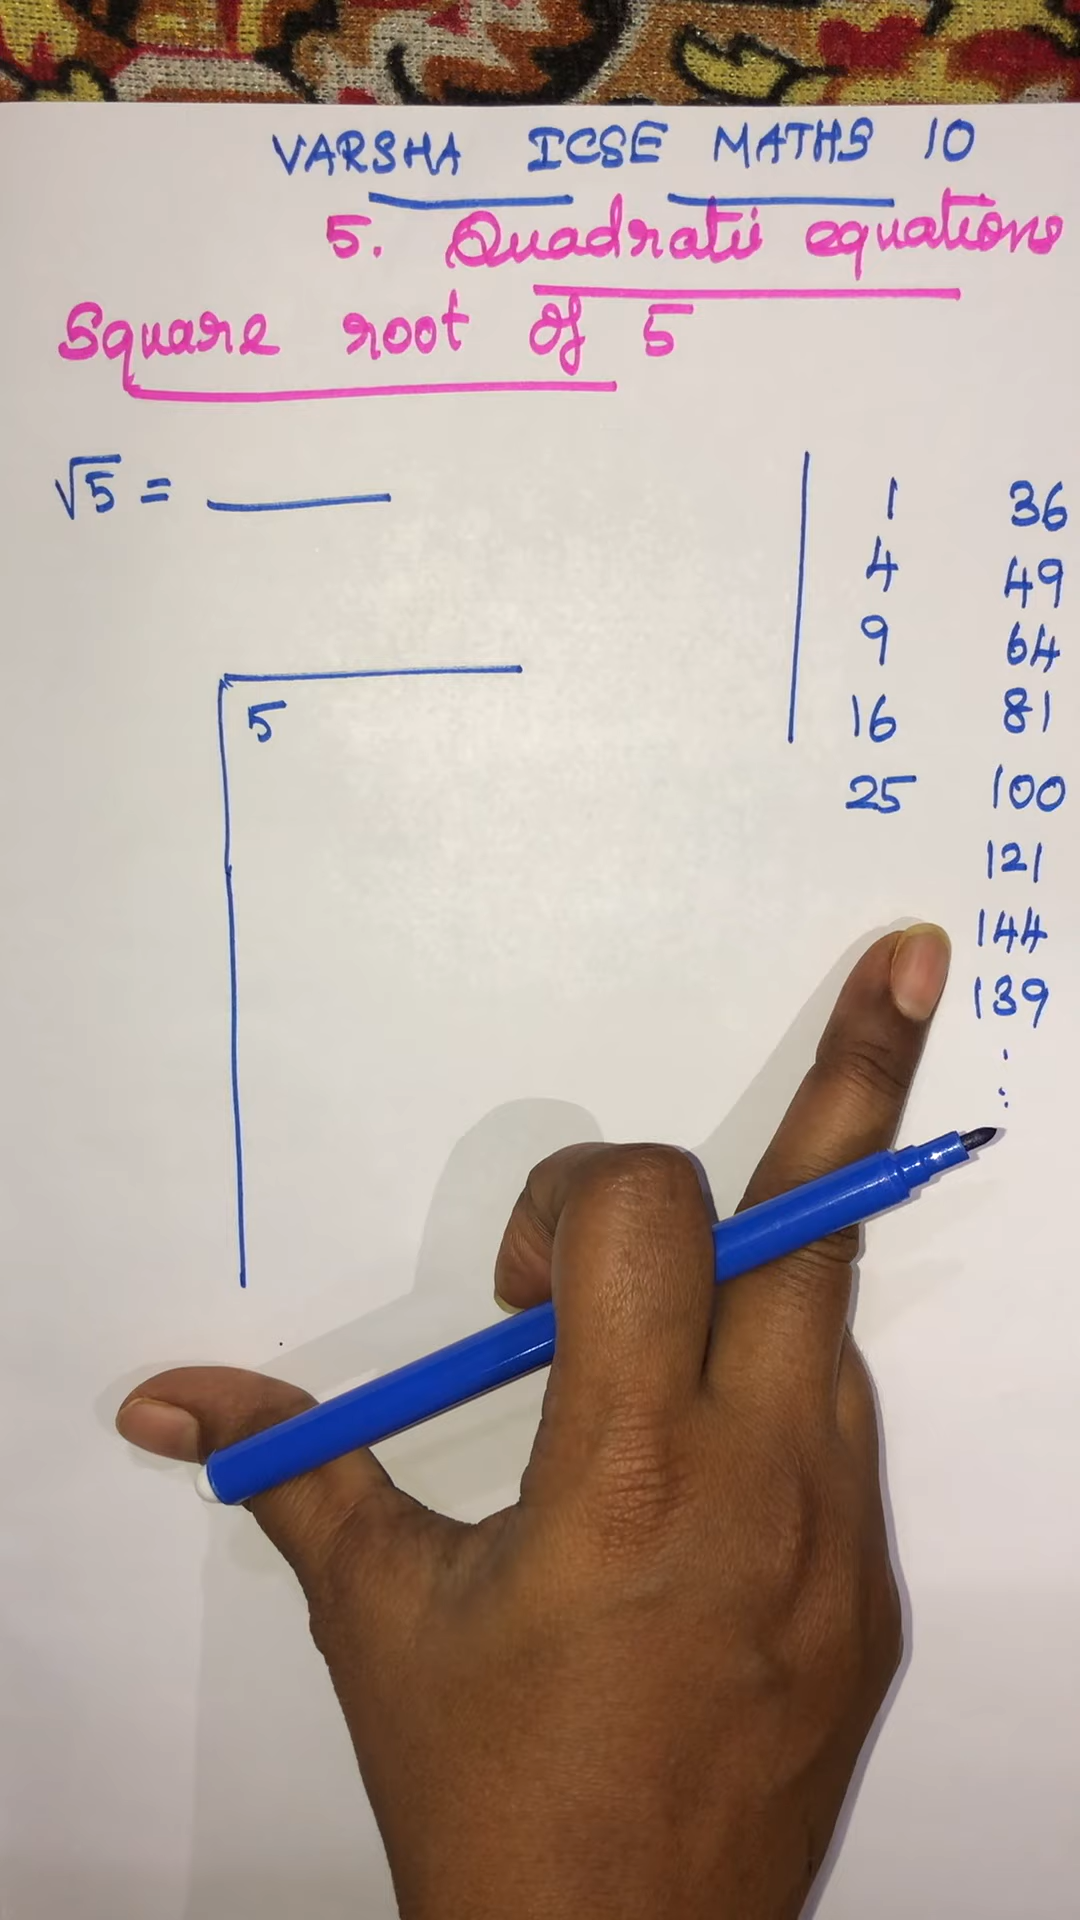 VARSHA ICSE MATHS 10
5. Quadratic equations
Square root of 5
√5 = ______
1 36
4 49
9 64
5
16 81
25 100
121
144
139
⋮